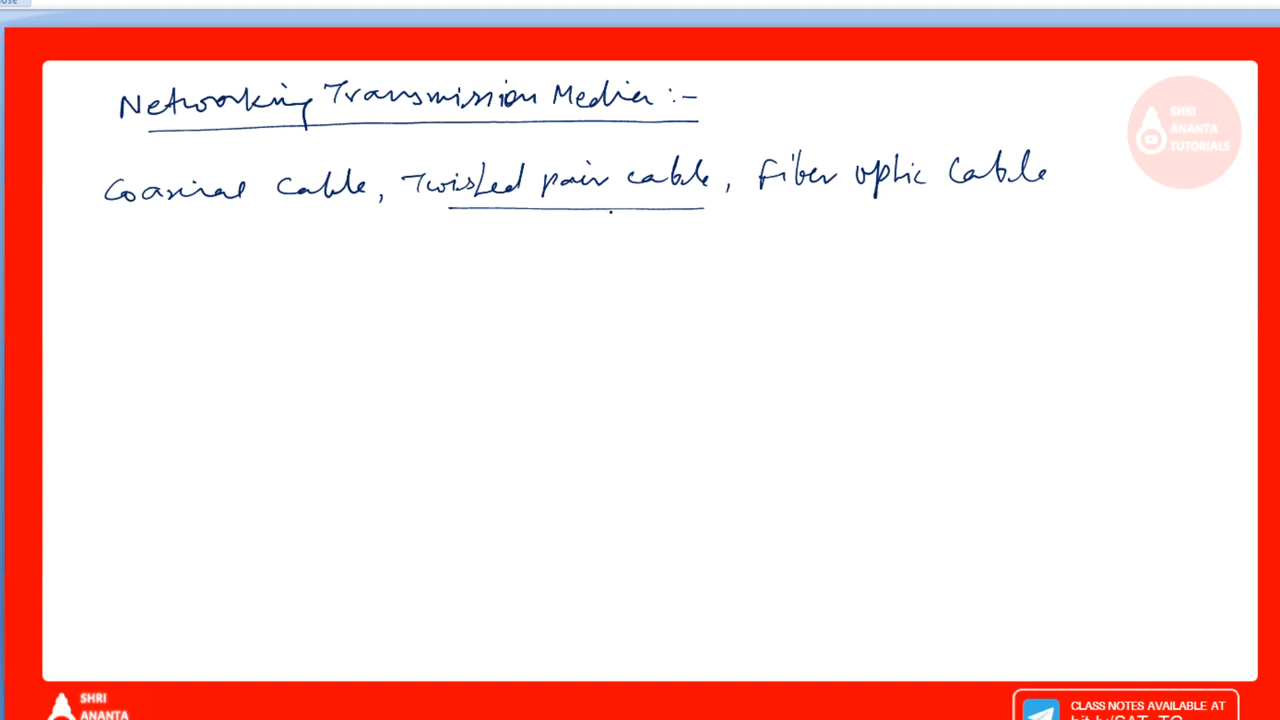 Networking Transmission Media :-
SHRI
ANANTA
TUTORIALS
Coaxial Cable, Twisted pair cable, Fiber optic Cable
SHRI
ANANTA
CLASS NOTES AVAILABLE AT